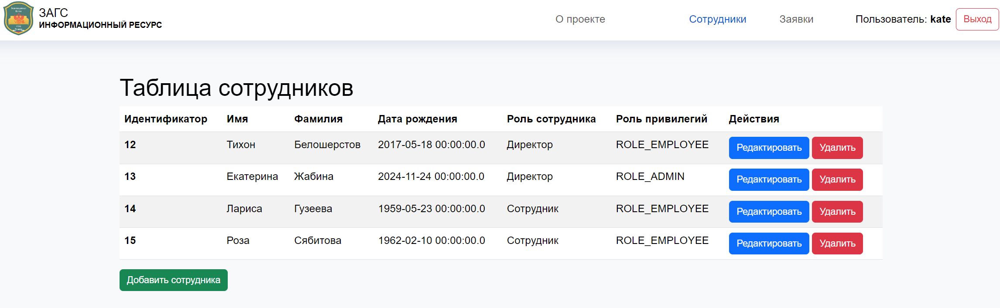 ЗАГС
ИНФОРМАЦИОННЫЙ РЕСУРС
О проекте Сотрудники Заявки Пользователь: kate Выход
Таблица сотрудников
Идентификатор Имя Фамилия Дата рождения Роль сотрудника Роль привилегий Действия
12 Тихон Белошерстов 2017-05-18 00:00:00.0 Директор ROLE_EMPLOYEE Редактировать Удалить
13 Екатерина Жабина 2024-11-24 00:00:00.0 Директор ROLE_ADMIN Редактировать Удалить
14 Лариса Гузеева 1959-05-23 00:00:00.0 Сотрудник ROLE_EMPLOYEE Редактировать Удалить
15 Роза Сябитова 1962-02-10 00:00:00.0 Сотрудник ROLE_EMPLOYEE Редактировать Удалить
Добавить сотрудника